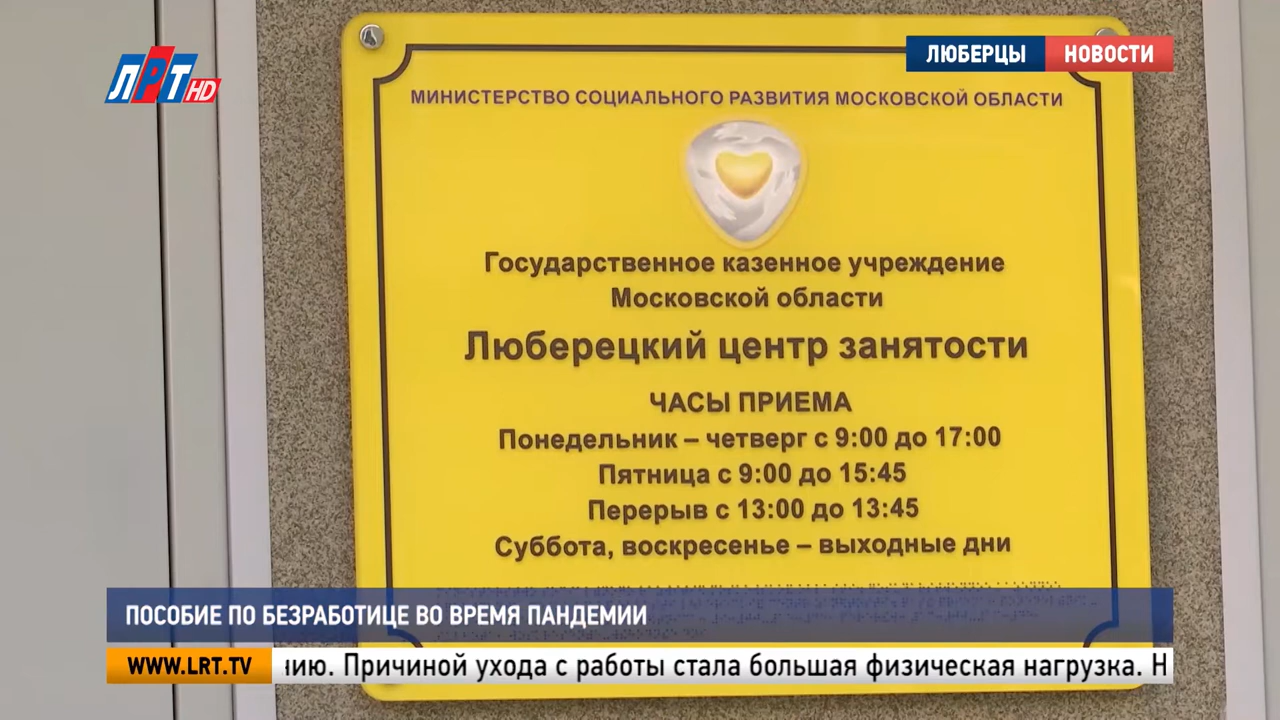 ЛРТ HD
ЛЮБЕРЦЫ НОВОСТИ
МИНИСТЕРСТВО СОЦИАЛЬНОГО РАЗВИТИЯ МОСКОВСКОЙ ОБЛАСТИ
Государственное казенное учреждение
Московской области
Люберецкий центр занятости
ЧАСЫ ПРИЕМА
Понедельник – четверг с 9:00 до 17:00
Пятница с 9:00 до 15:45
Перерыв с 13:00 до 13:45
Суббота, воскресенье – выходные дни
ПОСОБИЕ ПО БЕЗРАБОТИЦЕ ВО ВРЕМЯ ПАНДЕМИИ
WWW.LRT.TV нию. Причиной ухода с работы стала большая физическая нагрузка. Н